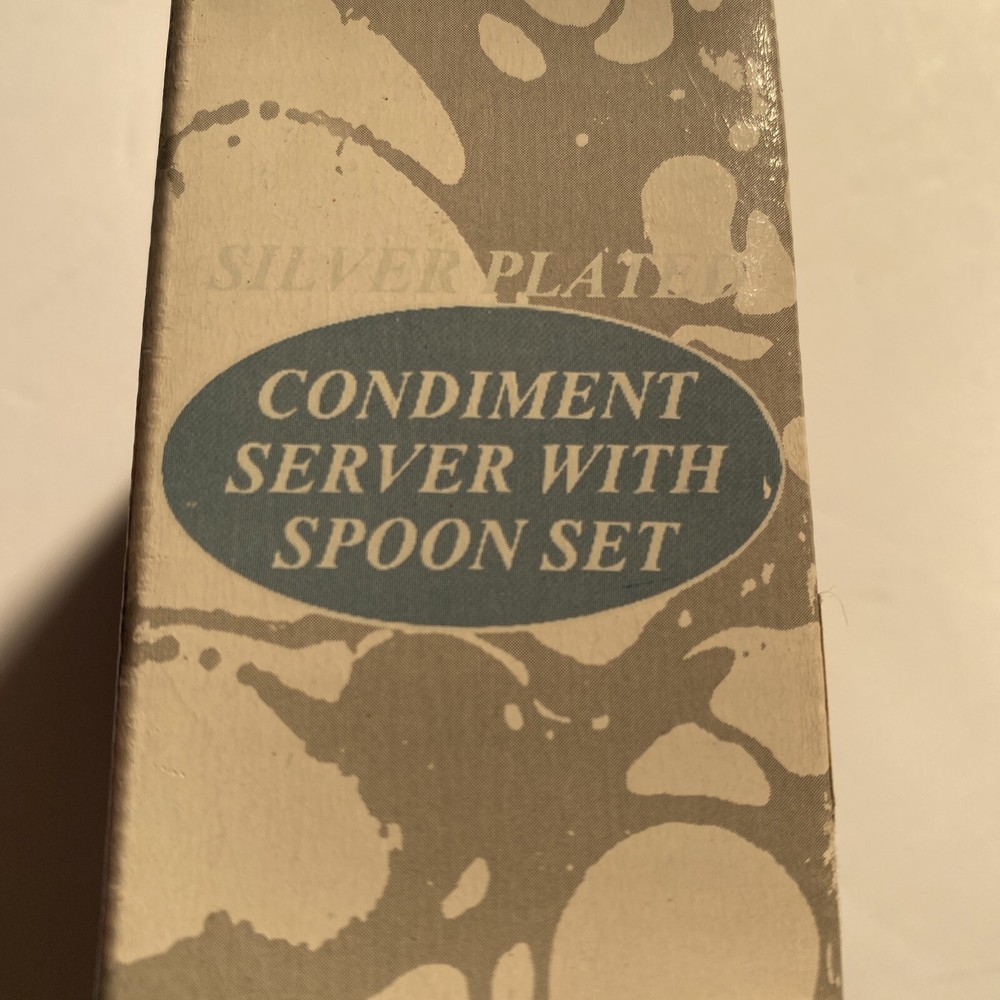 SILVER PLATED
CONDIMENT
SERVER WITH
SPOON SET